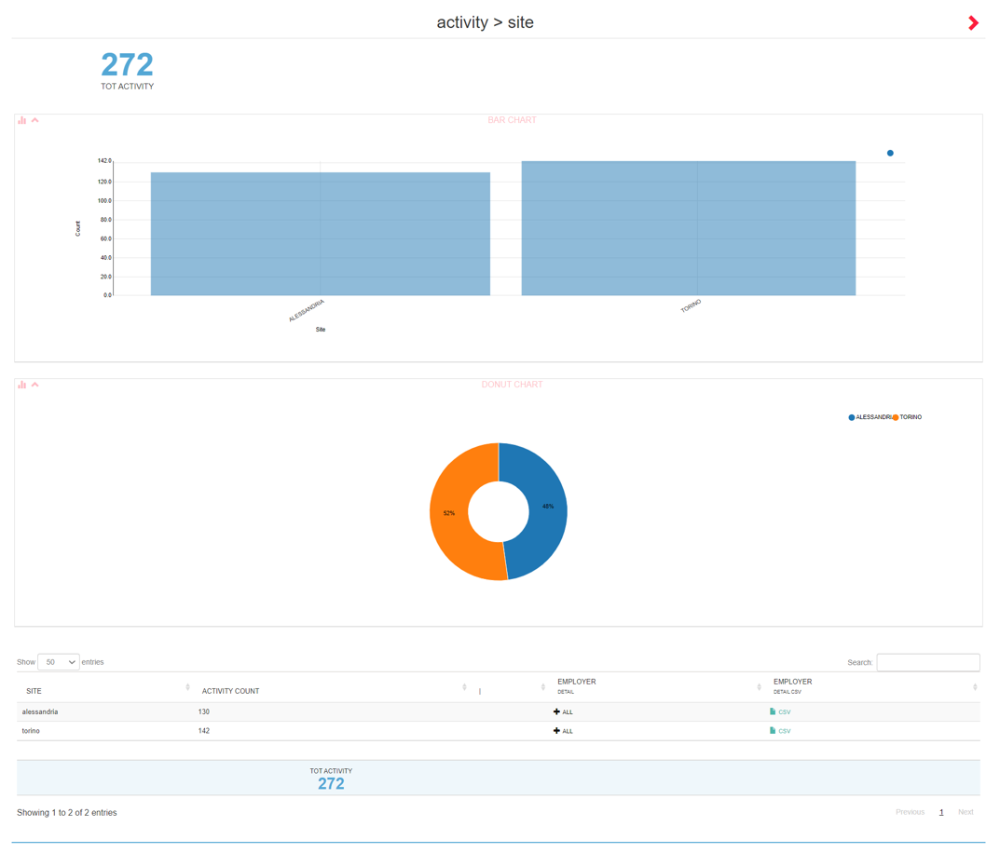 activity > site
272
TOT ACTIVITY
BAR CHART
142.0
120.0
100.0
80.0
60.0
40.0
20.0
0.0
Count
ALESSANDRIA
TORINO
Site
DONUT CHART
ALESSANDRI TORINO
52% 48%
Show 50 entries Search:
SITE ACTIVITY COUNT | EMPLOYER DETAIL EMPLOYER DETAIL CSV
alessandria 130 ALL CSV
torino 142 ALL CSV
TOT ACTIVITY
272
Showing 1 to 2 of 2 entries Previous 1 Next